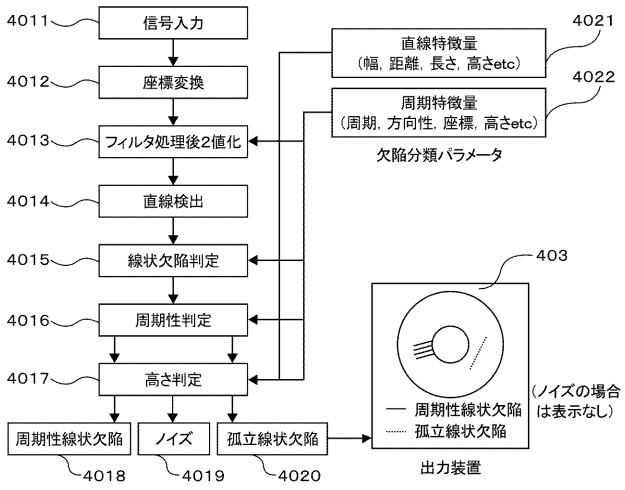 4011
信号入力
4012
座標変換
4013
フィルタ処理後2値化
4014
直線検出
4015
線状欠陥判定
4016
周期性判定
4017
高さ判定
周期性線状欠陥
ノイズ
孤立線状欠陥
4018
4019
4020
直線特徴量
(幅, 距離, 長さ, 高さetc)
4021
周期特徴量
(周期, 方向性, 座標, 高さetc)
4022
欠陥分類パラメータ
403
周期性線状欠陥
孤立線状欠陥
(ノイズの場合
は表示なし)
出力装置